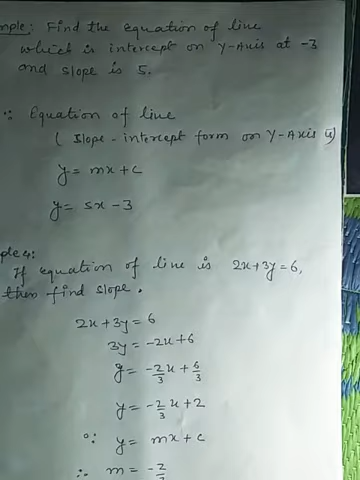 mple: Find the equation of line
which is intercept on Y-Axis at -3
and slope is 5.
∵ Equation of line
( slope-intercept form on Y-Axis is)
y = mx + c
y = 5x - 3
ple 4:
If equation of line is 2x+3y=6,
then find slope.
2x+3y = 6
3y = -2x+6
y = -2/3 x + 6/3
y = -2/3 x + 2
∵ y = mx + c
∴ m = -2/3